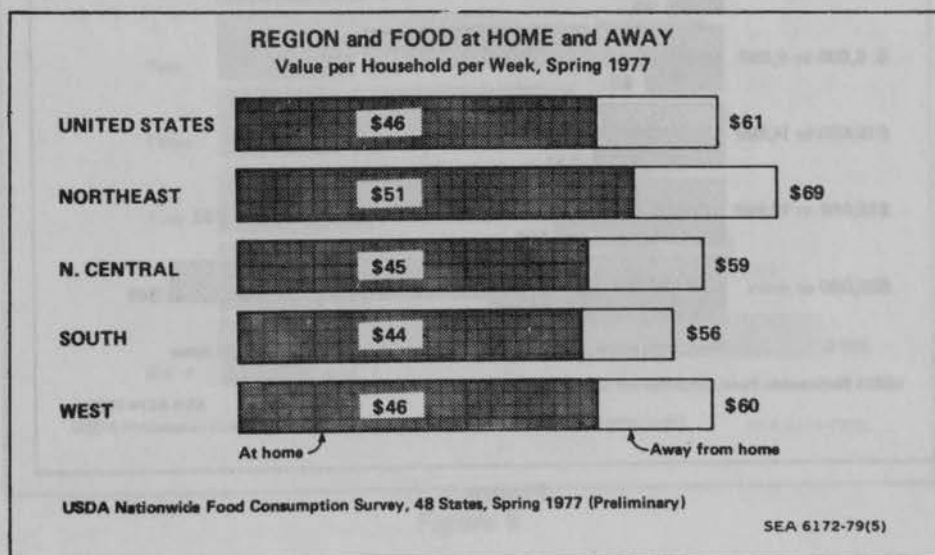 REGION and FOOD at HOME and AWAY
Value per Household per Week, Spring 1977
UNITED STATES $46 $61
NORTHEAST $51 $69
N. CENTRAL $45 $59
SOUTH $44 $56
WEST $46 $60
At home Away from home
USDA Nationwide Food Consumption Survey, 48 States, Spring 1977 (Preliminary)
SEA 6172-79(5)